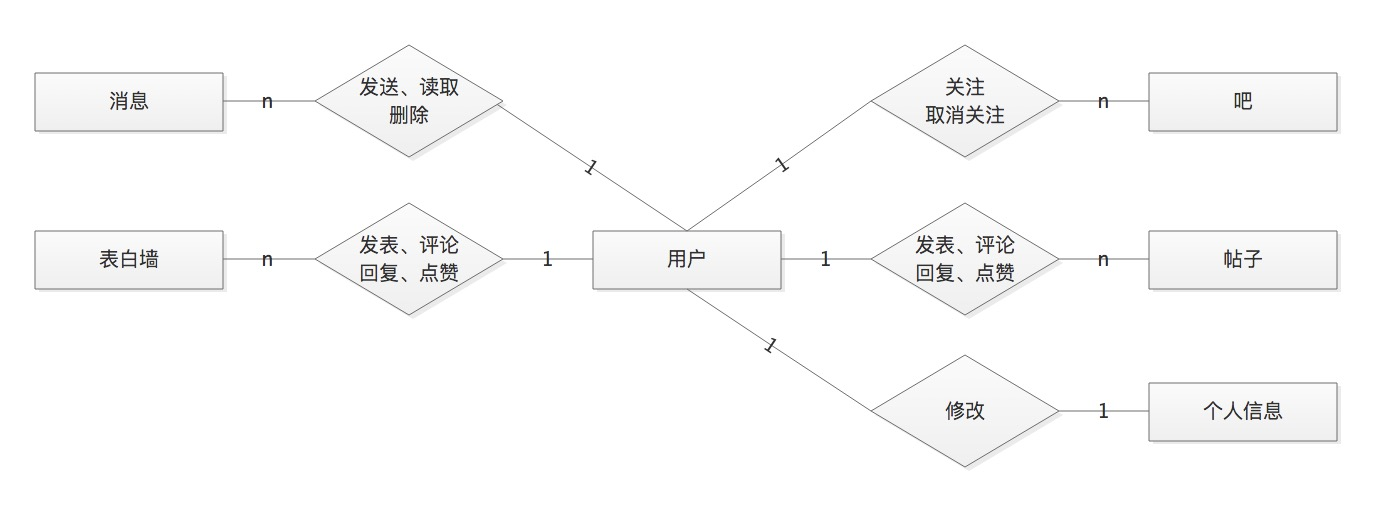 消息
n
发送、读取
删除
1
关注
取消关注
n
吧
1
表白墙
n
发表、评论
回复、点赞
1
用户
1
发表、评论
回复、点赞
n
帖子
1
修改
1
个人信息